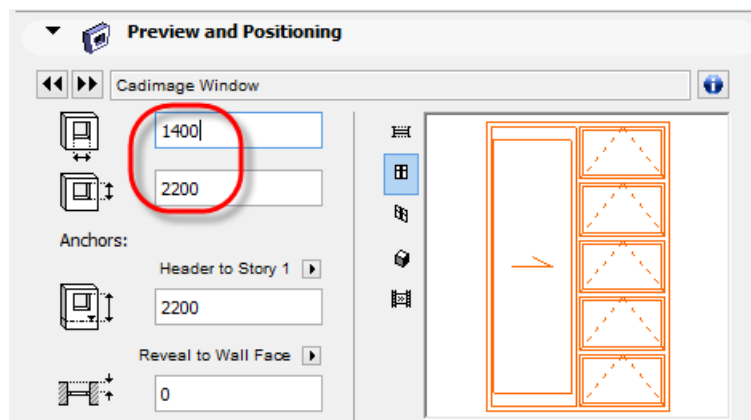 Preview and Positioning
Cadimage Window
1400
2200
Anchors:
Header to Story 1
2200
Reveal to Wall Face
0